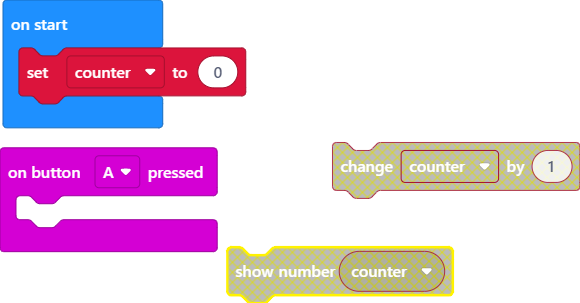 on start
set counter to 0
on button A pressed
change counter by 1
show number counter